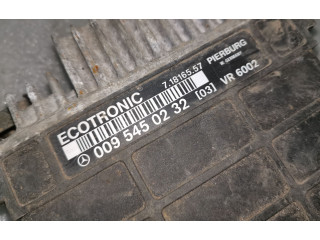 ECOTRONIC
7.18165.57 PIERBURG
W. GERMANY
009 545 02 32 [03] VR 6002